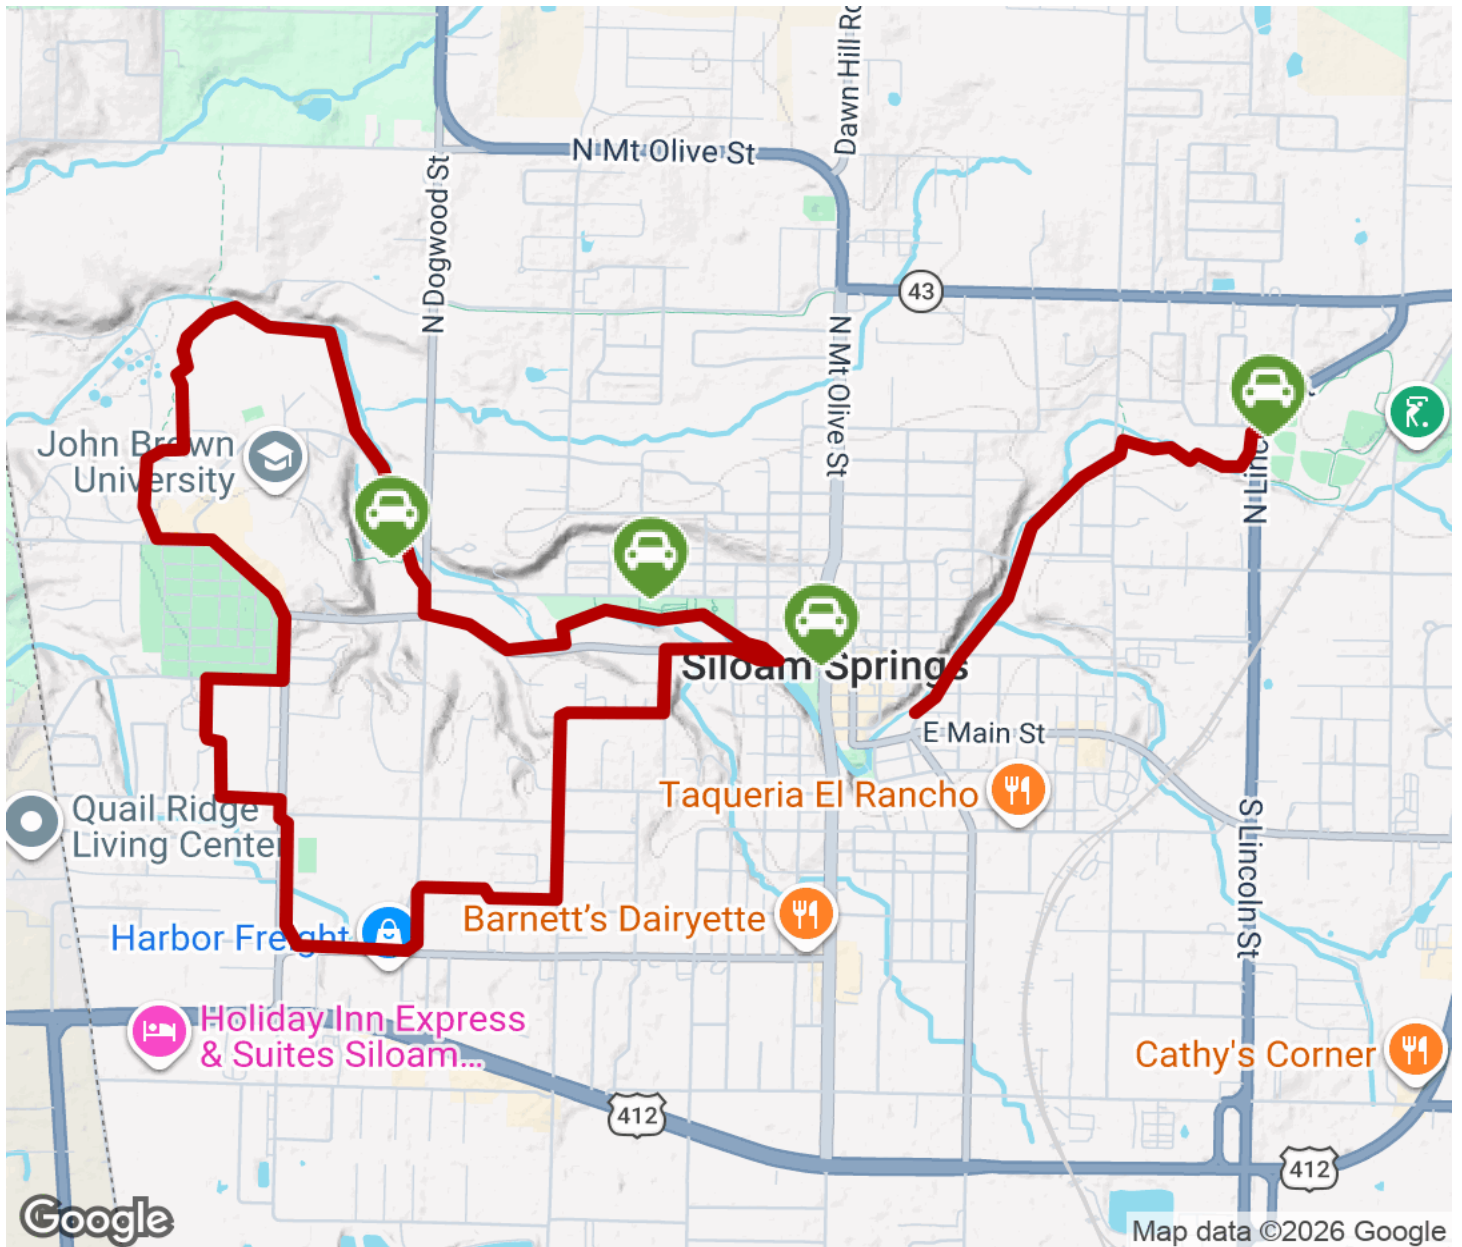 Dawn Hill Rd
N Mt Olive St
N Dogwood St
43
N Mt Olive St
John Brown
University
N Linc
Siloam Springs
E Main St
Taqueria El Rancho
Quail Ridge
Living Center
S Lincoln St
Barnett's Dairyette
Harbor Freight
Holiday Inn Express
& Suites Siloam...
Cathy's Corner
412
412
Google
Map data ©2026 Google